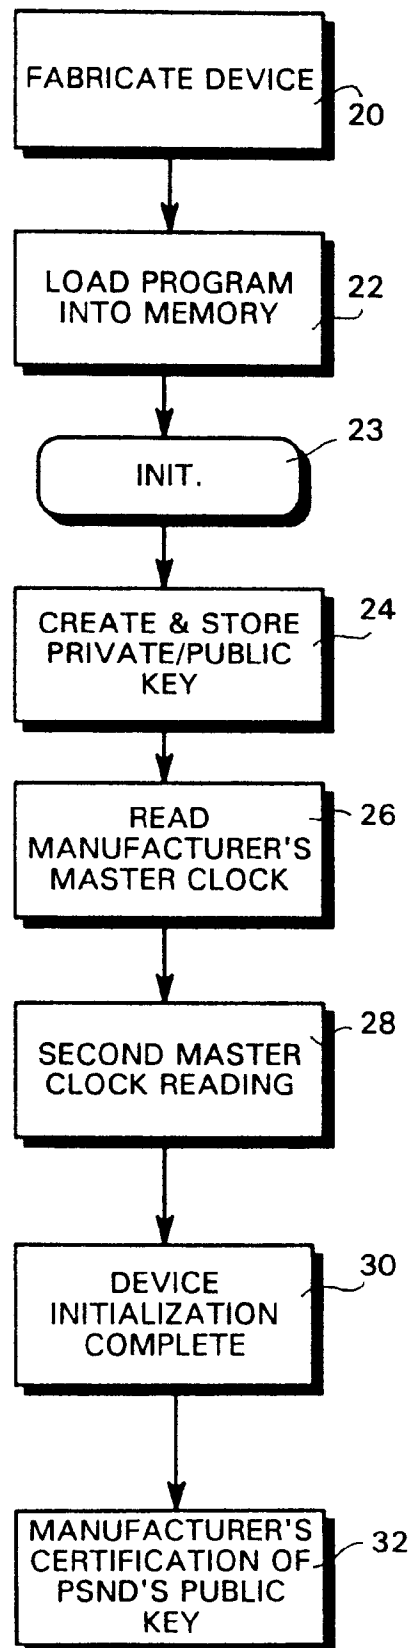 FABRICATE DEVICE
20
LOAD PROGRAM
INTO MEMORY
22
23
INIT.
24
CREATE & STORE
PRIVATE/PUBLIC
KEY
26
READ
MANUFACTURER'S
MASTER CLOCK
28
SECOND MASTER
CLOCK READING
30
DEVICE
INITIALIZATION
COMPLETE
32
MANUFACTURER'S
CERTIFICATION OF
PSND'S PUBLIC
KEY